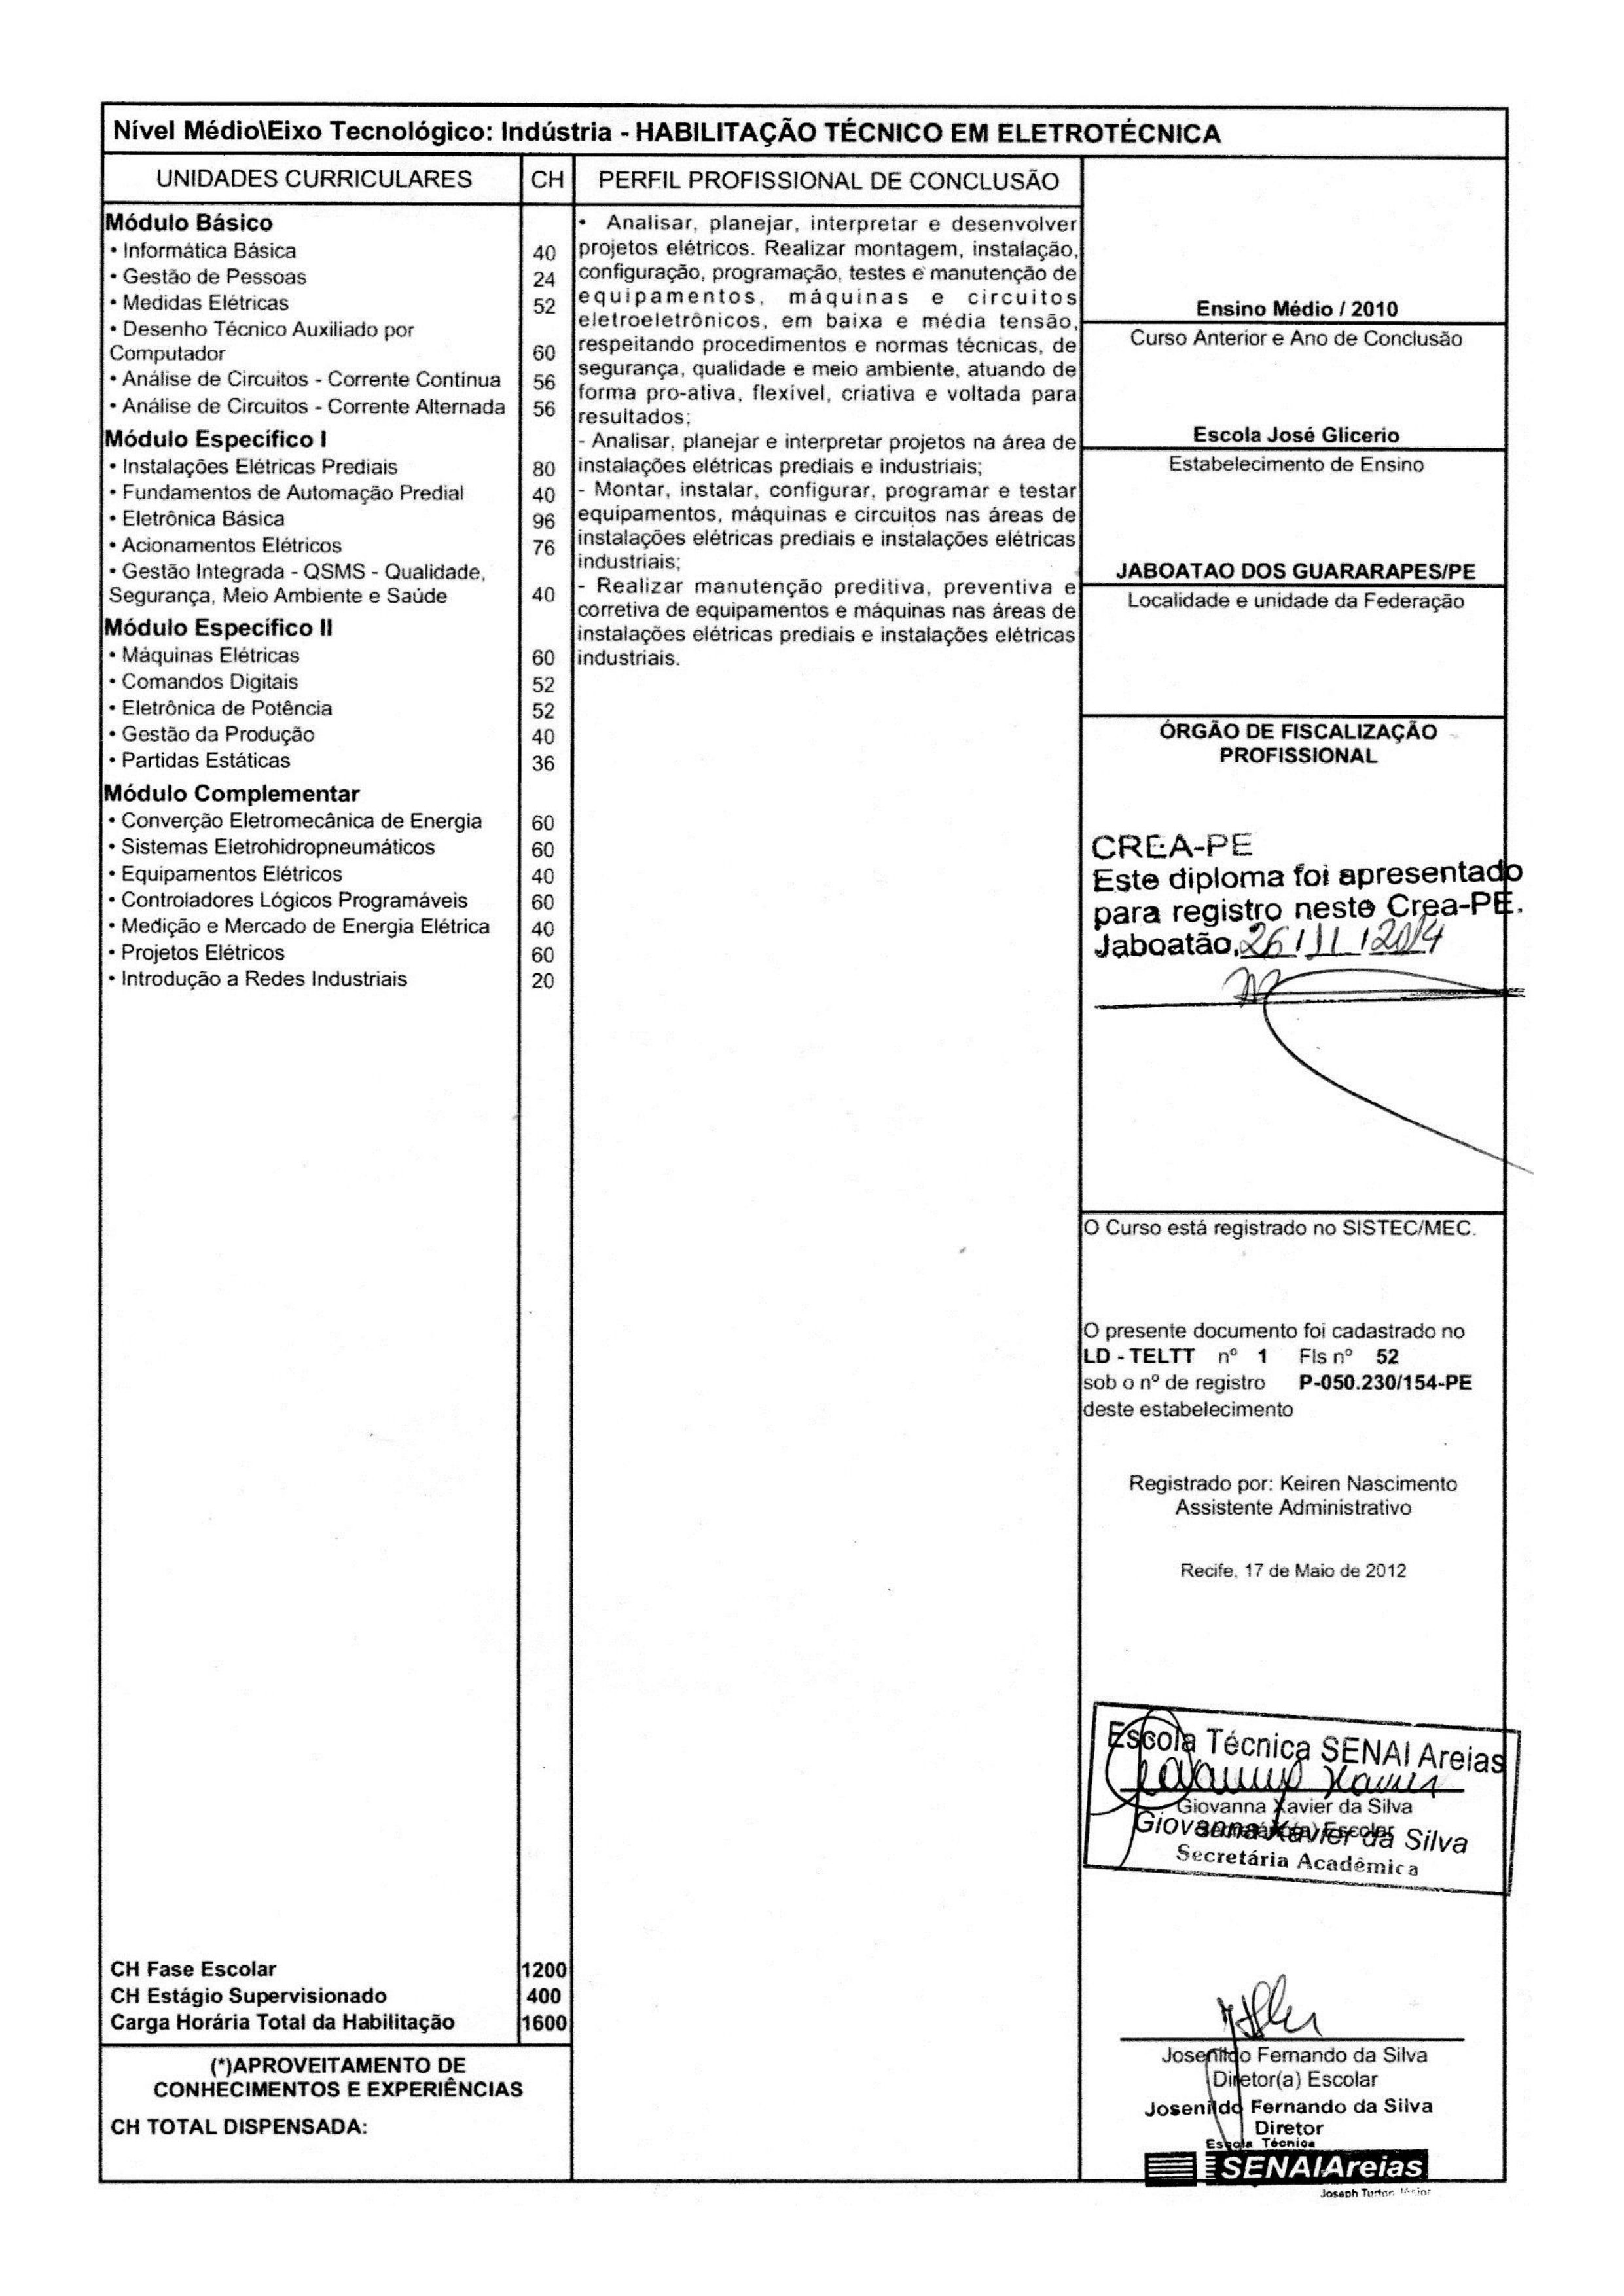 Nível Médio\Eixo Tecnológico: Indústria - HABILITAÇÃO TÉCNICO EM ELETROTÉCNICA
UNIDADES CURRICULARES CH
Módulo Básico
• Informática Básica 40
• Gestão de Pessoas 24
• Medidas Elétricas 52
• Desenho Técnico Auxiliado por
Computador 60
• Análise de Circuitos - Corrente Contínua 56
• Análise de Circuitos - Corrente Alternada 56
Módulo Específico I
• Instalações Elétricas Prediais 80
• Fundamentos de Automação Predial 40
• Eletrônica Básica 96
• Acionamentos Elétricos 76
• Gestão Integrada - QSMS - Qualidade,
Segurança, Meio Ambiente e Saúde 40
Módulo Específico II
• Máquinas Elétricas 60
• Comandos Digitais 52
• Eletrônica de Potência 52
• Gestão da Produção 40
• Partidas Estáticas 36
Módulo Complementar
• Converção Eletromecânica de Energia 60
• Sistemas Eletrohidropneumáticos 60
• Equipamentos Elétricos 40
• Controladores Lógicos Programáveis 60
• Medição e Mercado de Energia Elétrica 40
• Projetos Elétricos 60
• Introdução a Redes Industriais 20
CH Fase Escolar 1200
CH Estágio Supervisionado 400
Carga Horária Total da Habilitação 1600
(*)APROVEITAMENTO DE
CONHECIMENTOS E EXPERIÊNCIAS
CH TOTAL DISPENSADA:
PERFIL PROFISSIONAL DE CONCLUSÃO
• Analisar, planejar, interpretar e desenvolver
projetos elétricos. Realizar montagem, instalação,
configuração, programação, testes e manutenção de
equipamentos, máquinas e circuitos
eletroeletrônicos, em baixa e média tensão,
respeitando procedimentos e normas técnicas, de
segurança, qualidade e meio ambiente, atuando de
forma pro-ativa, flexível, criativa e voltada para
resultados;
- Analisar, planejar e interpretar projetos na área de
instalações elétricas prediais e industriais;
- Montar, instalar, configurar, programar e testar
equipamentos, máquinas e circuitos nas áreas de
instalações elétricas prediais e instalações elétricas
industriais;
- Realizar manutenção preditiva, preventiva e
corretiva de equipamentos e máquinas nas áreas de
instalações elétricas prediais e instalações elétricas
industriais.
Ensino Médio / 2010
Curso Anterior e Ano de Conclusão
Escola José Glicerio
Estabelecimento de Ensino
JABOATAO DOS GUARARAPES/PE
Localidade e unidade da Federação
ÓRGÃO DE FISCALIZAÇÃO
PROFISSIONAL
CREA-PE
Este diploma foi apresentado
para registro neste Crea-PE.
Jaboatão, 26/11/2014
O Curso está registrado no SISTEC/MEC.
O presente documento foi cadastrado no
LD - TELTT nº 1 Fls nº 52
sob o nº de registro P-050.230/154-PE
deste estabelecimento
Registrado por: Keiren Nascimento
Assistente Administrativo
Recife, 17 de Maio de 2012
Escola Técnica SENAI Areias
Giovanna Xavier da Silva
Secretário(a) Escolar
Giovanna Xavier da Silva
Secretária Acadêmica
Josenildo Fernando da Silva
Diretor(a) Escolar
Josenildo Fernando da Silva
Diretor
Escola Técnica
SENAIAreias
Joseph Turton Júnior